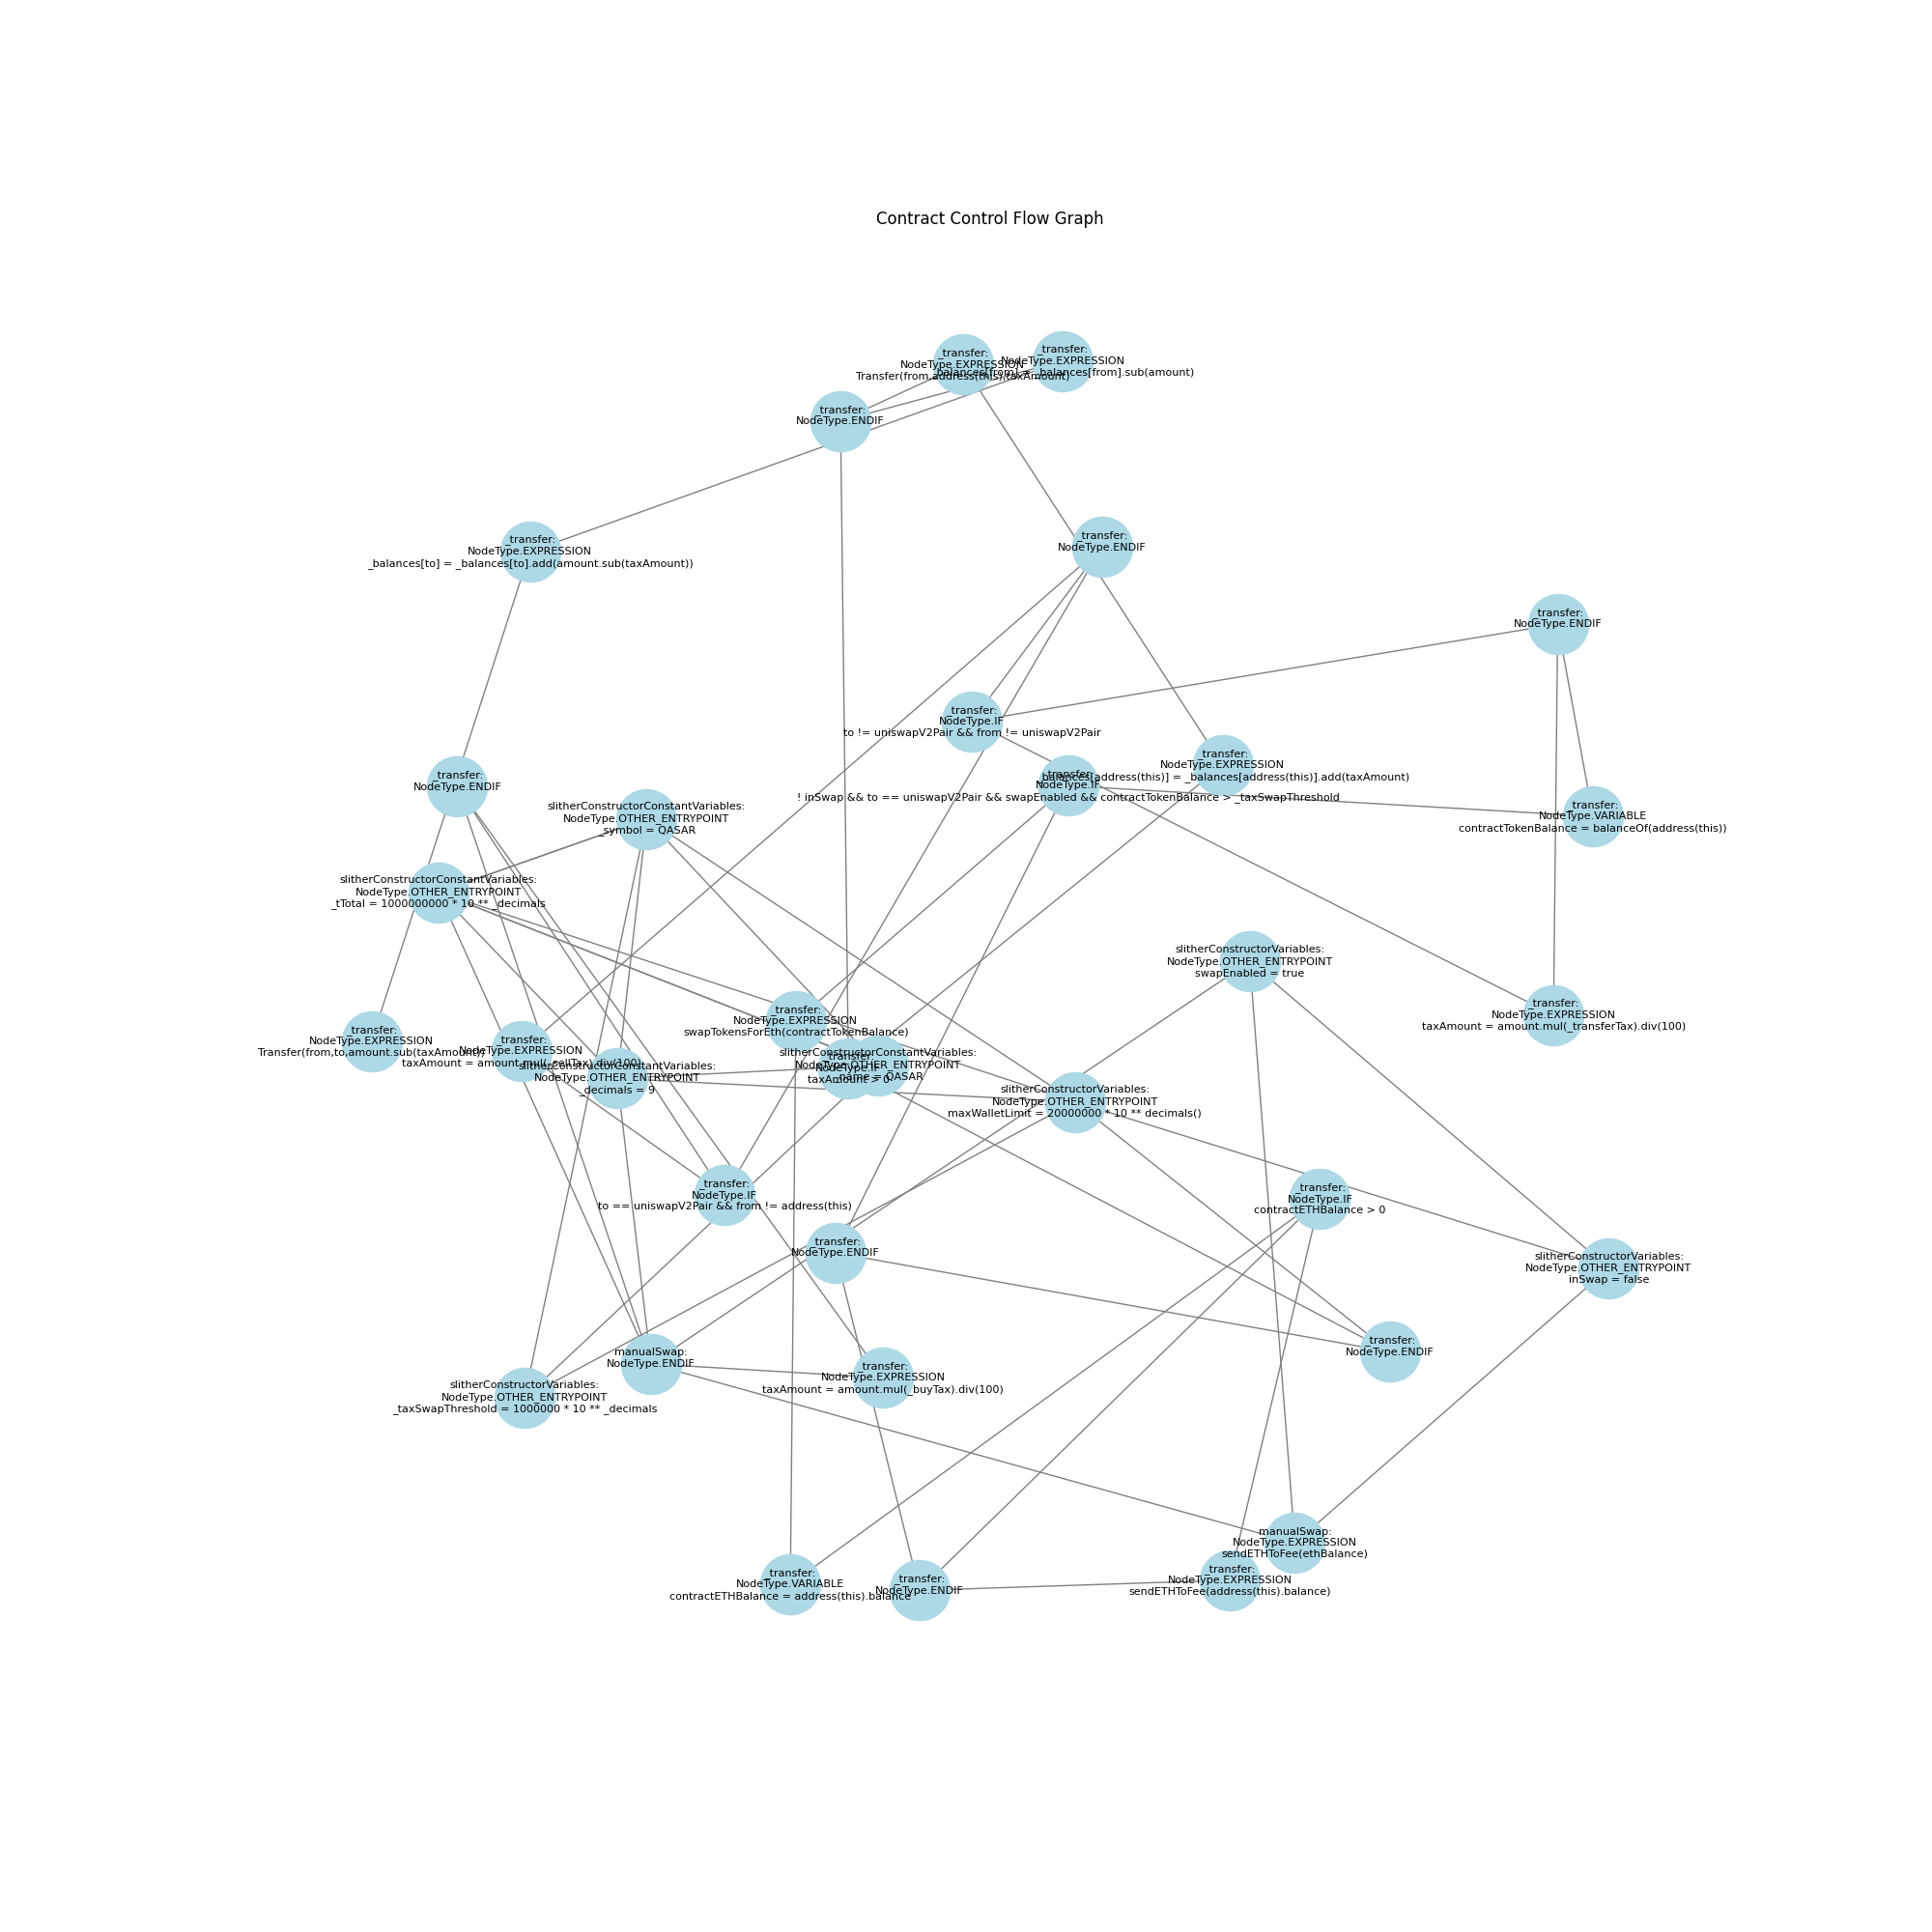 Contract Control Flow Graph
_transfer:
NodeType.EXPRESSION
Transfer(from,address(this),taxAmount)
_transfer:
NodeType.EXPRESSION
_balances[from] = _balances[from].sub(amount)
_transfer:
NodeType.ENDIF
_transfer:
NodeType.EXPRESSION
_balances[to] = _balances[to].add(amount.sub(taxAmount))
_transfer:
NodeType.ENDIF
_transfer:
NodeType.ENDIF
_transfer:
NodeType.IF
to != uniswapV2Pair && from != uniswapV2Pair
_transfer:
NodeType.EXPRESSION
_balances[address(this)] = _balances[address(this)].add(taxAmount)
_transfer:
NodeType.IF
! inSwap && to == uniswapV2Pair && swapEnabled && contractTokenBalance > _taxSwapThreshold
_transfer:
NodeType.ENDIF
_transfer:
NodeType.VARIABLE
contractTokenBalance = balanceOf(address(this))
slitherConstructorConstantVariables:
NodeType.OTHER_ENTRYPOINT
_symbol = QASAR
slitherConstructorConstantVariables:
NodeType.OTHER_ENTRYPOINT
_tTotal = 1000000000 * 10 ** _decimals
slitherConstructorVariables:
NodeType.OTHER_ENTRYPOINT
swapEnabled = true
_transfer:
NodeType.EXPRESSION
swapTokensForEth(contractTokenBalance)
_transfer:
NodeType.EXPRESSION
taxAmount = amount.mul(_transferTax).div(100)
_transfer:
NodeType.EXPRESSION
Transfer(from,to,amount.sub(taxAmount))
_transfer:
NodeType.EXPRESSION
taxAmount = amount.mul(_sellTax).div(100)
slitherConstructorConstantVariables:
NodeType.OTHER_ENTRYPOINT
_decimals = 9
_transfer:
NodeType.IF
taxAmount > 0
slitherConstructorConstantVariables:
NodeType.OTHER_ENTRYPOINT
_name = QASAR
slitherConstructorVariables:
NodeType.OTHER_ENTRYPOINT
maxWalletLimit = 20000000 * 10 ** decimals()
_transfer:
NodeType.IF
to == uniswapV2Pair && from != address(this)
_transfer:
NodeType.IF
contractETHBalance > 0
_transfer:
NodeType.ENDIF
slitherConstructorVariables:
NodeType.OTHER_ENTRYPOINT
inSwap = false
_transfer:
NodeType.ENDIF
manualSwap:
NodeType.ENDIF
_transfer:
NodeType.EXPRESSION
taxAmount = amount.mul(_buyTax).div(100)
slitherConstructorVariables:
NodeType.OTHER_ENTRYPOINT
_taxSwapThreshold = 1000000 * 10 ** _decimals
manualSwap:
NodeType.EXPRESSION
sendETHToFee(ethBalance)
_transfer:
NodeType.EXPRESSION
sendETHToFee(address(this).balance)
_transfer:
NodeType.VARIABLE
contractETHBalance = address(this).balance
_transfer:
NodeType.ENDIF